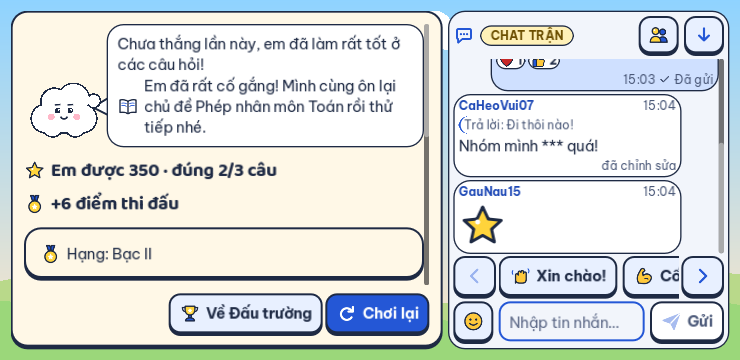 Chưa thắng lần này, em đã làm rất tốt ở
các câu hỏi!
Em đã rất cố gắng! Mình cùng ôn lại
chủ đề Phép nhân môn Toán rồi thử
tiếp nhé.
Em được 350 · đúng 2/3 câu
+6 điểm thi đấu
Hạng: Bạc II
Về Đấu trường
Chơi lại
CHAT TRẬN
1 2
15:03 ✓ Đã gửi
CaHeoVui07 15:04
Trả lời: Đi thôi nào!
Nhóm mình *** quá!
đã chỉnh sửa
GauNau15 15:04
Xin chào!
Nhập tin nhắn...
Gửi